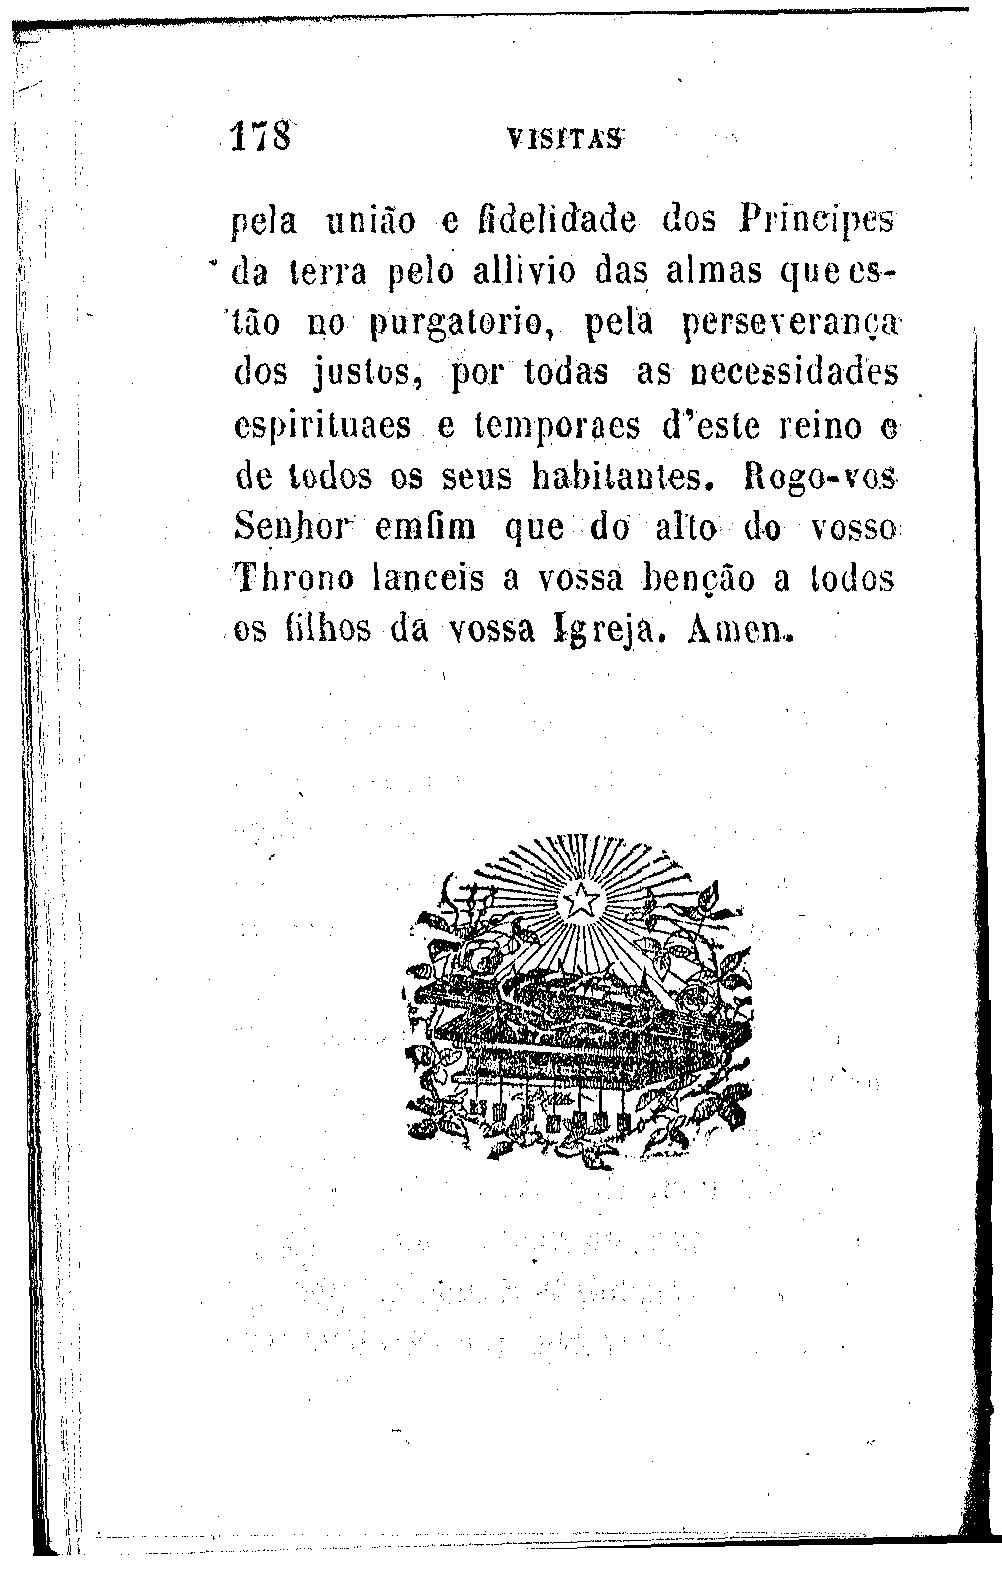 178 VISITAS
pela união e fidelidade dos Principes
da terra pelo allivio das almas que es-
tão no purgatorio, pela perseverança
dos justos, por todas as necessidades
espirituaes e temporaes d'este reino e
de todos os seus habitantes. Rogo-vos
Senhor emfim que do alto do vosso
Throno lanceis a vossa benção a todos
os filhos da vossa Igreja. Amen.